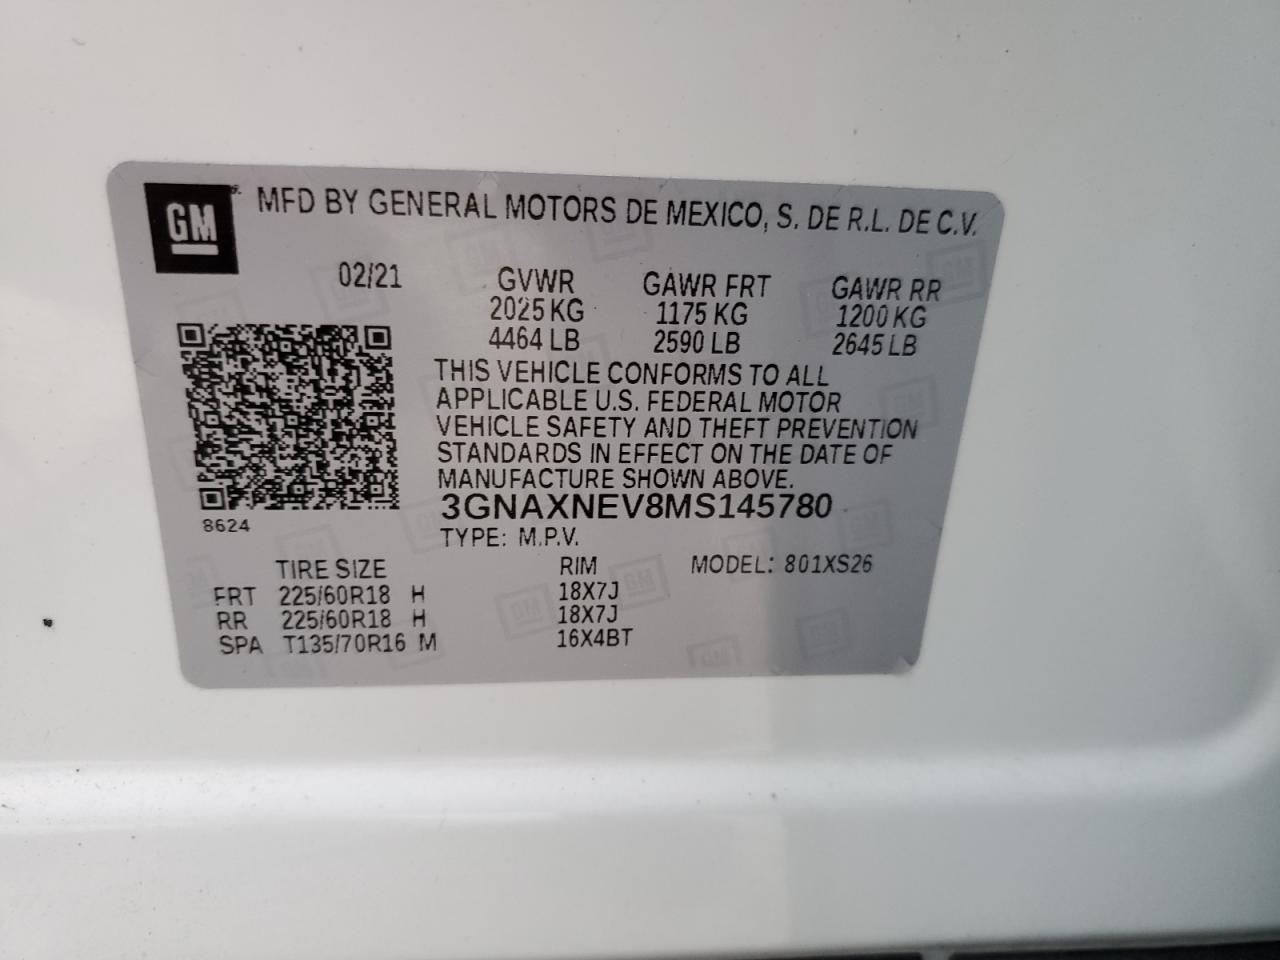 GM
MFD BY GENERAL MOTORS DE MEXICO, S. DE R.L. DE C.V.
02/21 GVWR GAWR FRT GAWR RR
2025 KG 1175 KG 1200 KG
4464 LB 2590 LB 2645 LB
THIS VEHICLE CONFORMS TO ALL
APPLICABLE U.S. FEDERAL MOTOR
VEHICLE SAFETY AND THEFT PREVENTION
STANDARDS IN EFFECT ON THE DATE OF
MANUFACTURE SHOWN ABOVE.
3GNAXNEV8MS145780
8624
TYPE: M.P.V.
TIRE SIZE RIM MODEL: 801XS26
FRT 225/60R18 H 18X7J
RR 225/60R18 H 18X7J
SPA T135/70R16 M 16X4BT